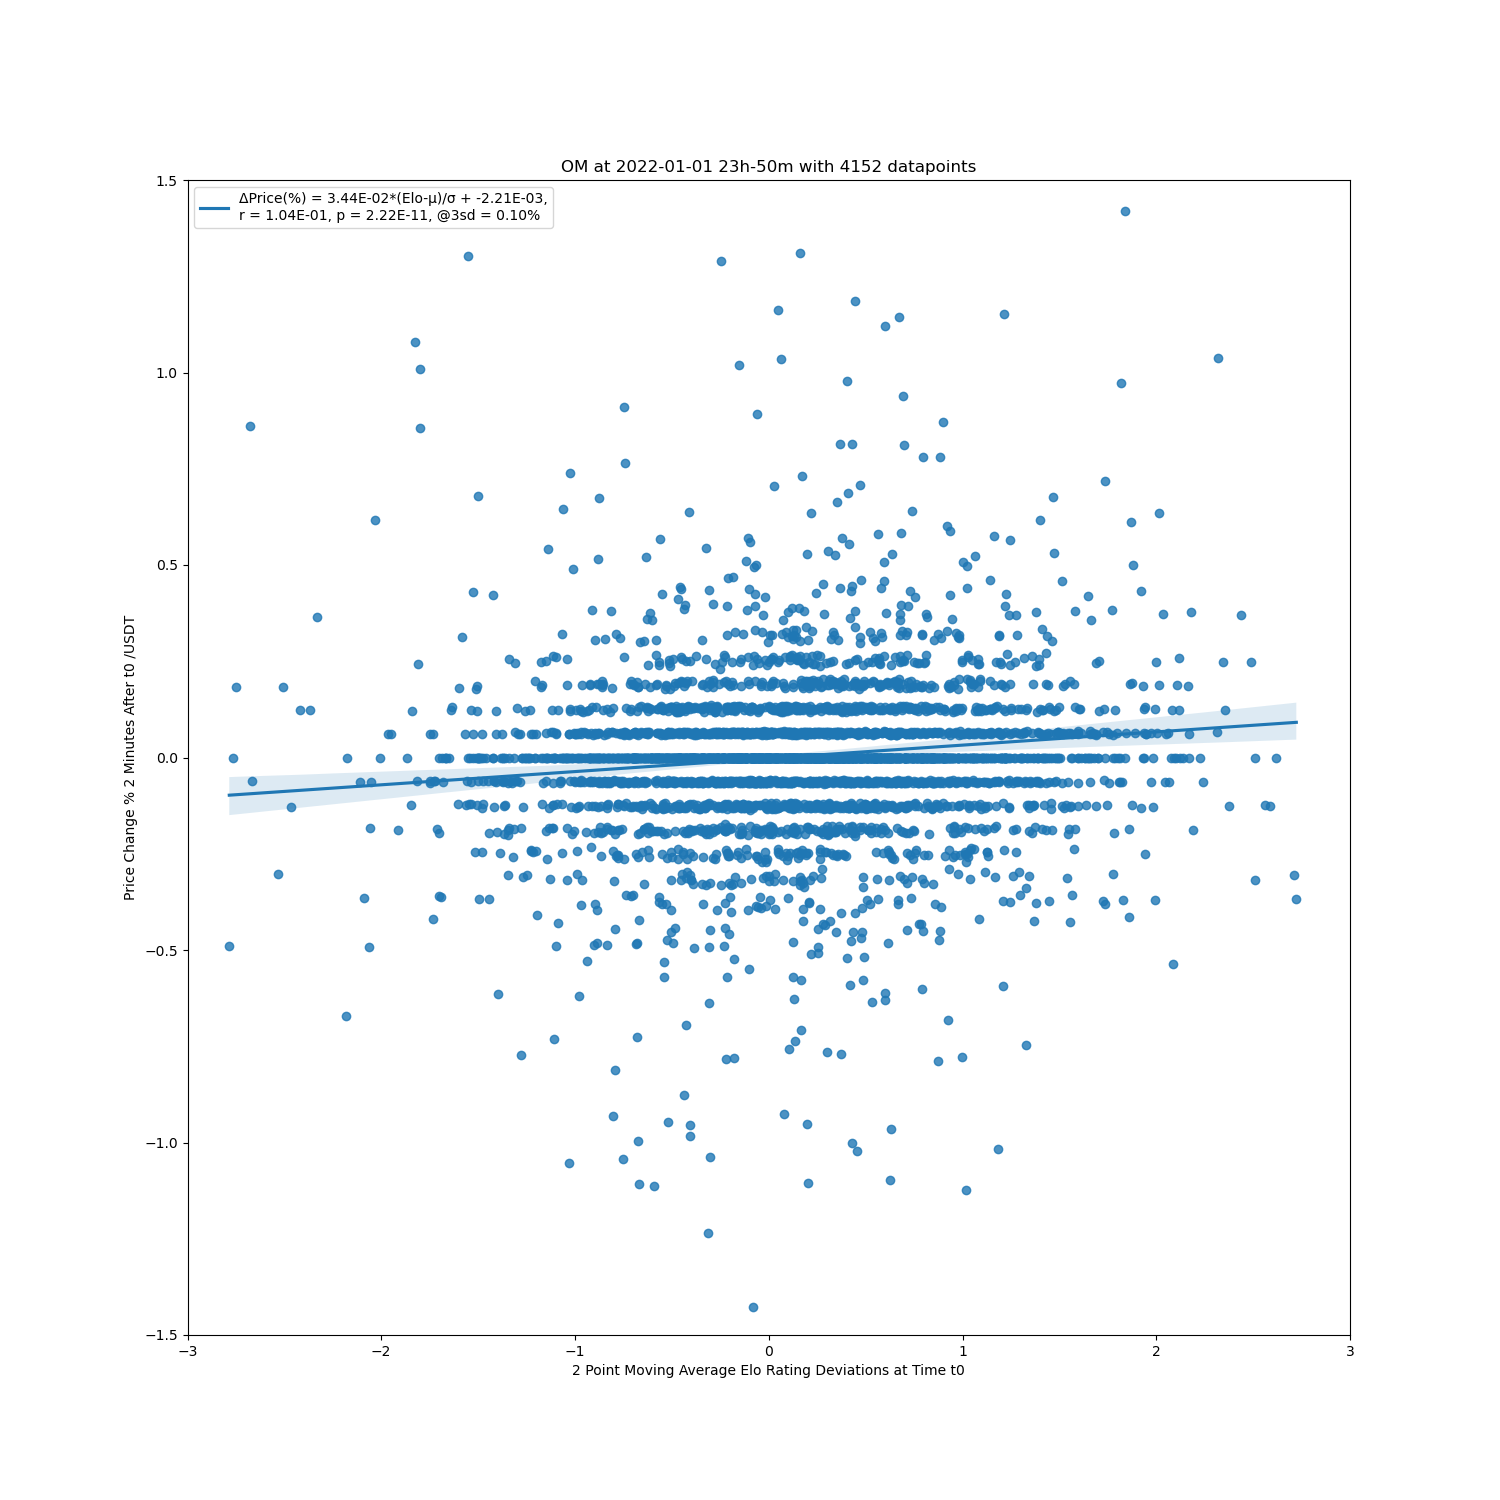 OM at 2022-01-01 23h-50m with 4152 datapoints
ΔPrice(%) = 3.44E-02*(Elo-μ)/σ + -2.21E-03,
r = 1.04E-01, p = 2.22E-11, @3sd = 0.10%
1.5
1.0
0.5
0.0
−0.5
−1.0
−1.5
Price Change % 2 Minutes After t0 /USDT
−3
−2
−1
0
1
2
3
2 Point Moving Average Elo Rating Deviations at Time t0